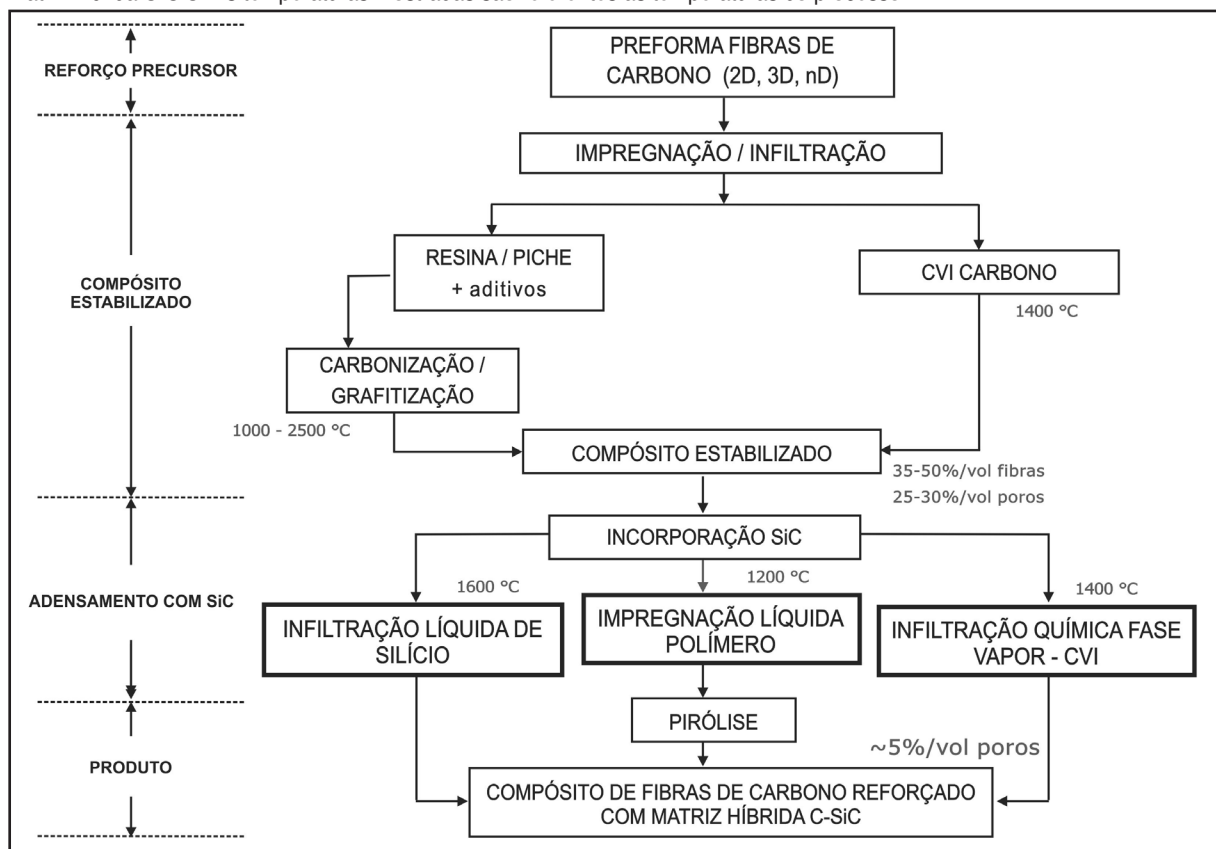 REFORÇO PRECURSOR
PREFORMA FIBRAS DE
CARBONO (2D, 3D, nD)
IMPREGNAÇÃO / INFILTRAÇÃO
COMPÓSITO
ESTABILIZADO
RESINA / PICHE
+ aditivos
CVI CARBONO
1400 °C
CARBONIZAÇÃO /
GRAFITIZAÇÃO
1000 - 2500 °C
COMPÓSITO ESTABILIZADO
35-50%/vol fibras
25-30%/vol poros
ADENSAMENTO COM SiC
INCORPORAÇÃO SiC
1600 °C
1200 °C
1400 °C
INFILTRAÇÃO LÍQUIDA DE
SILÍCIO
IMPREGNAÇÃO LÍQUIDA
POLÍMERO
INFILTRAÇÃO QUÍMICA FASE
VAPOR - CVI
PIRÓLISE
~5%/vol poros
PRODUTO
COMPÓSITO DE FIBRAS DE CARBONO REFORÇADO
COM MATRIZ HÍBRIDA C-SiC